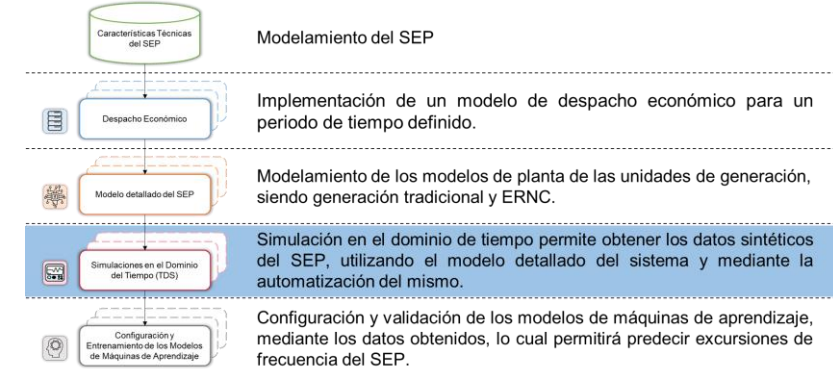 Características Técnicas
del SEP
Modelamiento del SEP
Despacho Económico
Implementación de un modelo de despacho económico para un
periodo de tiempo definido.
Modelo detallado del SEP
Modelamiento de los modelos de planta de las unidades de generación,
siendo generación tradicional y ERNC.
Simulaciones en el Dominio
del Tiempo (TDS)
Simulación en el dominio de tiempo permite obtener los datos sintéticos
del SEP, utilizando el modelo detallado del sistema y mediante la
automatización del mismo.
Configuración y
Entrenamiento de los Modelos
de Máquinas de Aprendizaje
Configuración y validación de los modelos de máquinas de aprendizaje,
mediante los datos obtenidos, lo cual permitirá predecir excursiones de
frecuencia del SEP.